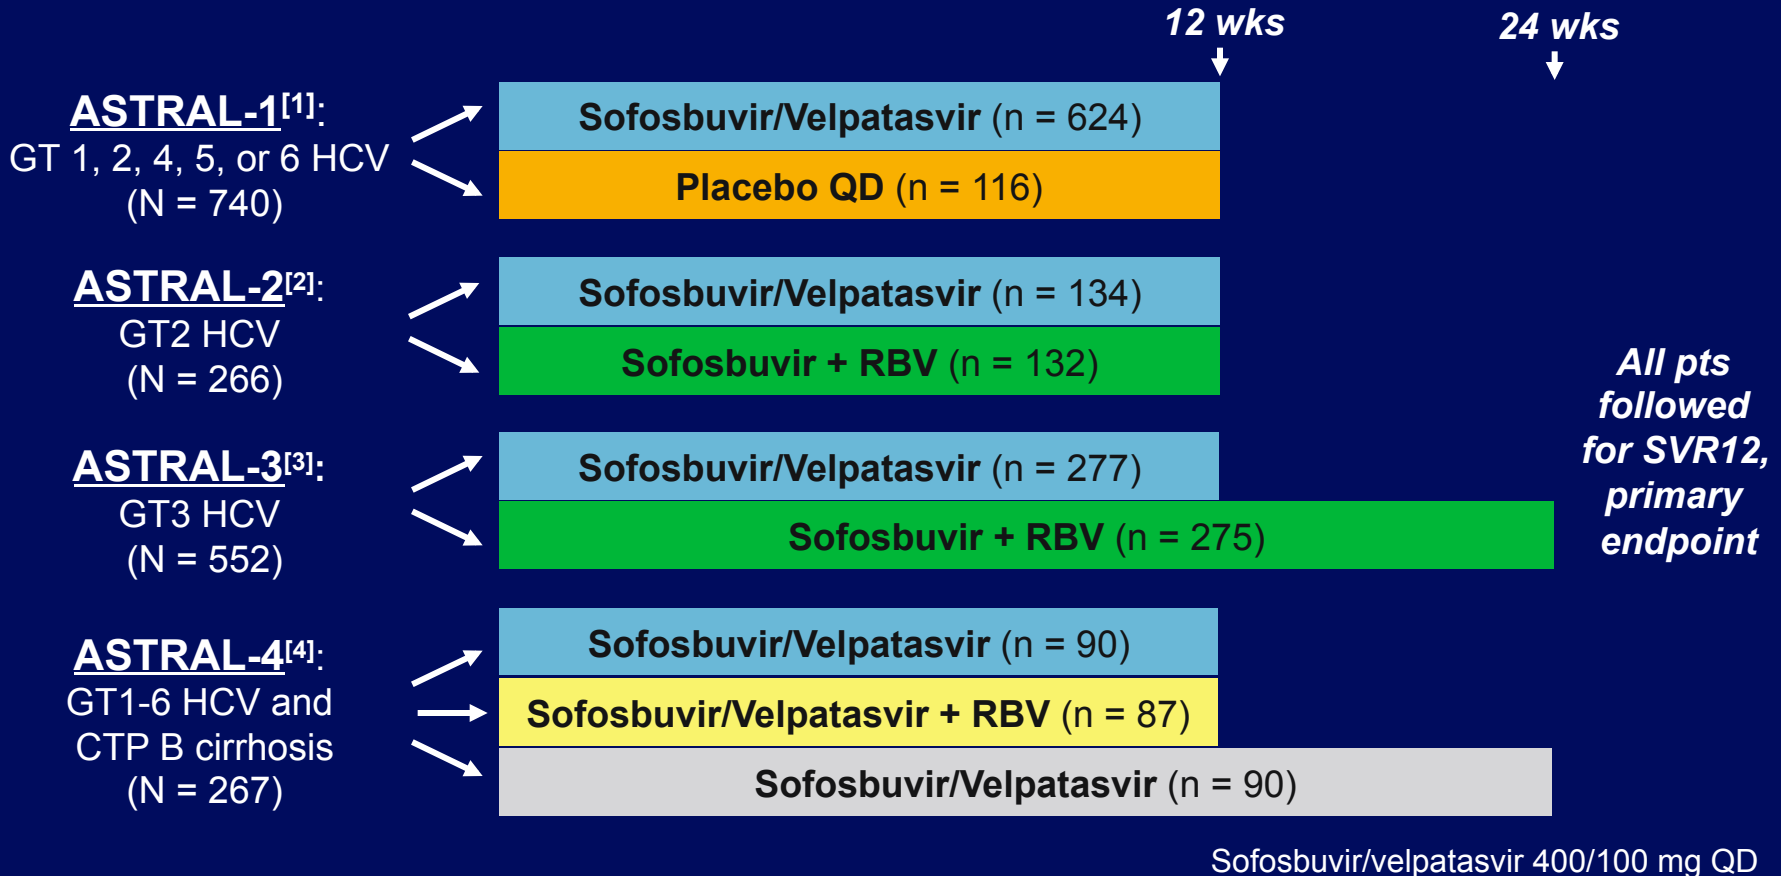 12 wks
24 wks
ASTRAL-1[1]:
GT 1, 2, 4, 5, or 6 HCV
(N = 740)
Sofosbuvir/Velpatasvir (n = 624)
Placebo QD (n = 116)
ASTRAL-2[2]:
GT2 HCV
(N = 266)
Sofosbuvir/Velpatasvir (n = 134)
Sofosbuvir + RBV (n = 132)
ASTRAL-3[3]:
GT3 HCV
(N = 552)
Sofosbuvir/Velpatasvir (n = 277)
Sofosbuvir + RBV (n = 275)
ASTRAL-4[4]:
GT1-6 HCV and
CTP B cirrhosis
(N = 267)
Sofosbuvir/Velpatasvir (n = 90)
Sofosbuvir/Velpatasvir + RBV (n = 87)
Sofosbuvir/Velpatasvir (n = 90)
All pts
followed
for SVR12,
primary
endpoint
Sofosbuvir/velpatasvir 400/100 mg QD